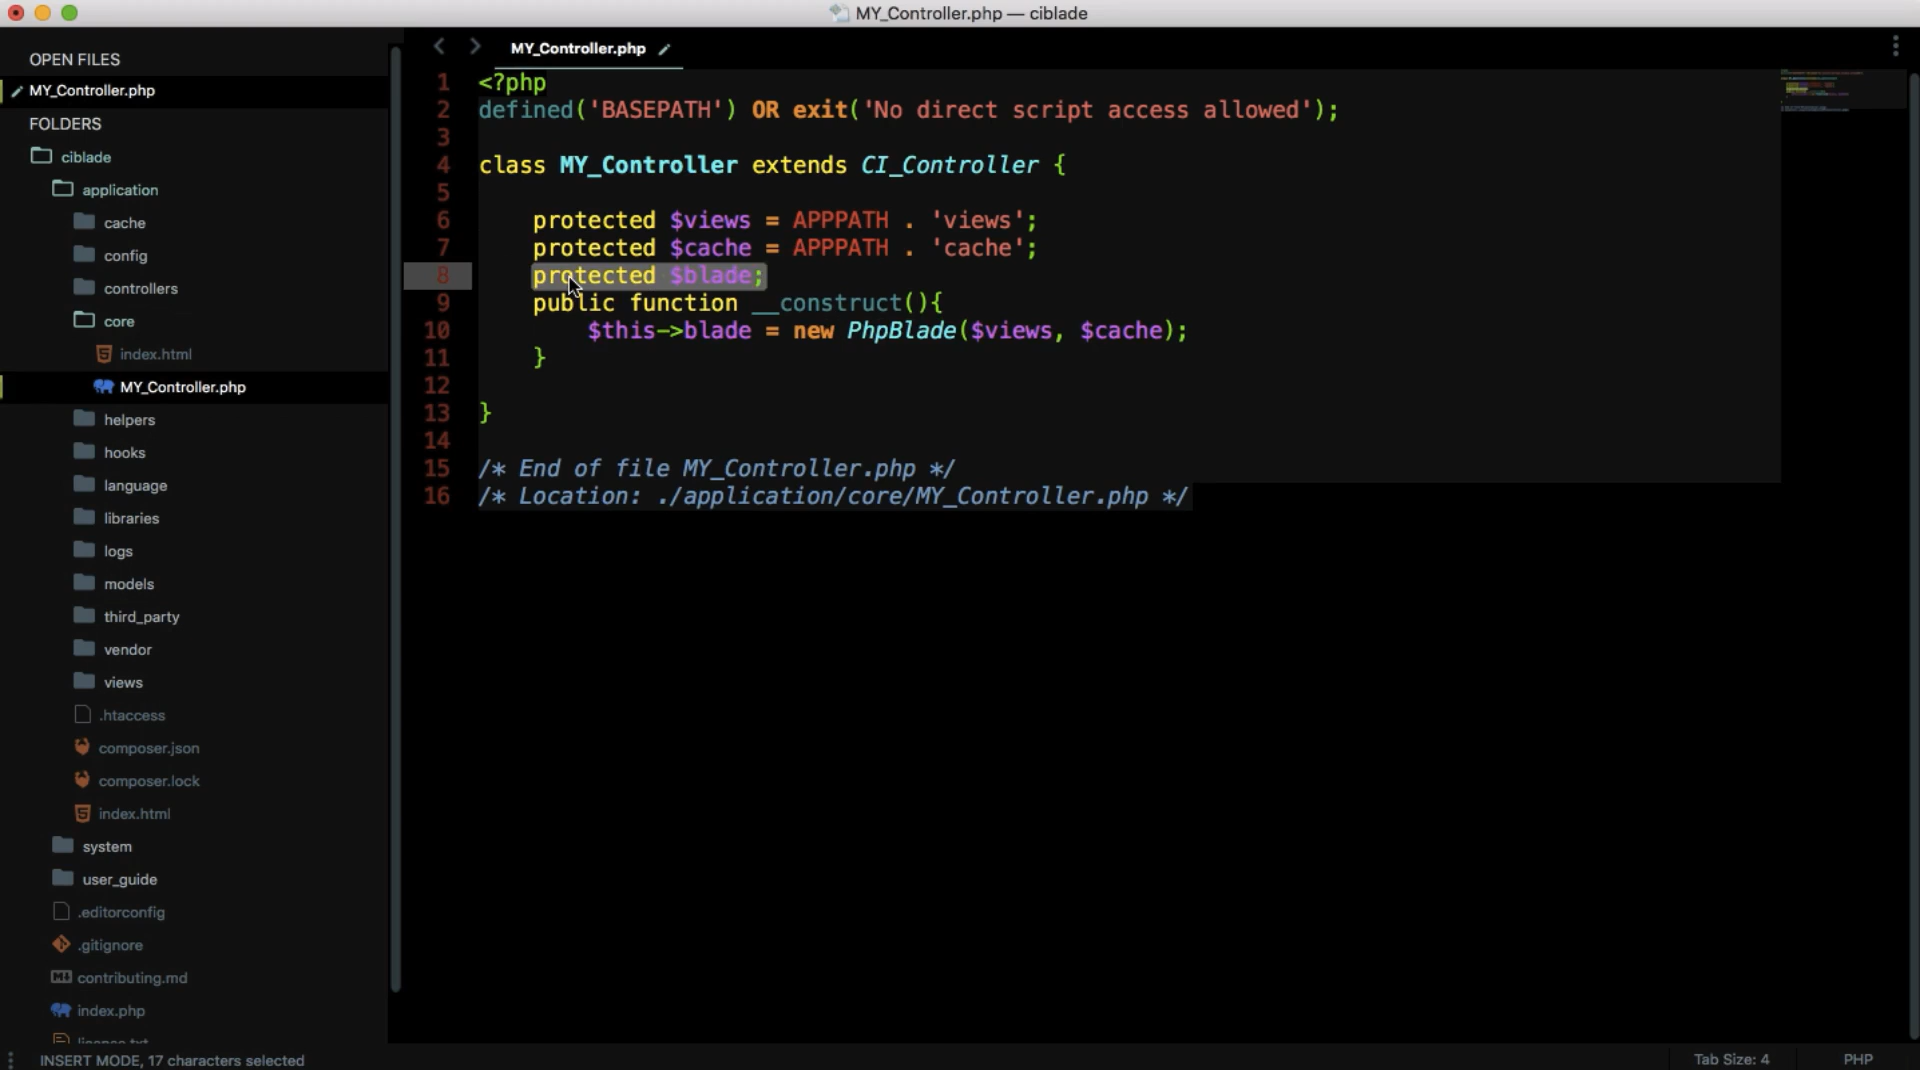 MY_Controller.php — ciblade
OPEN FILES
MY_Controller.php
FOLDERS
ciblade
application
cache
config
controllers
core
index.html
MY_Controller.php
helpers
hooks
language
libraries
logs
models
third_party
vendor
views
.htaccess
composer.json
composer.lock
index.html
system
user_guide
.editorconfig
.gitignore
contributing.md
index.php
license.txt
MY_Controller.php
1 <?php
2 defined('BASEPATH') OR exit('No direct script access allowed');
3
4 class MY_Controller extends CI_Controller {
5
6 protected $views = APPPATH . 'views';
7 protected $cache = APPPATH . 'cache';
8 protected $blade;
9 public function __construct(){
10 $this->blade = new PhpBlade($views, $cache);
11 }
12
13 }
14
15 /* End of file MY_Controller.php */
16 /* Location: ./application/core/MY_Controller.php */
INSERT MODE, 17 characters selected
Tab Size: 4
PHP